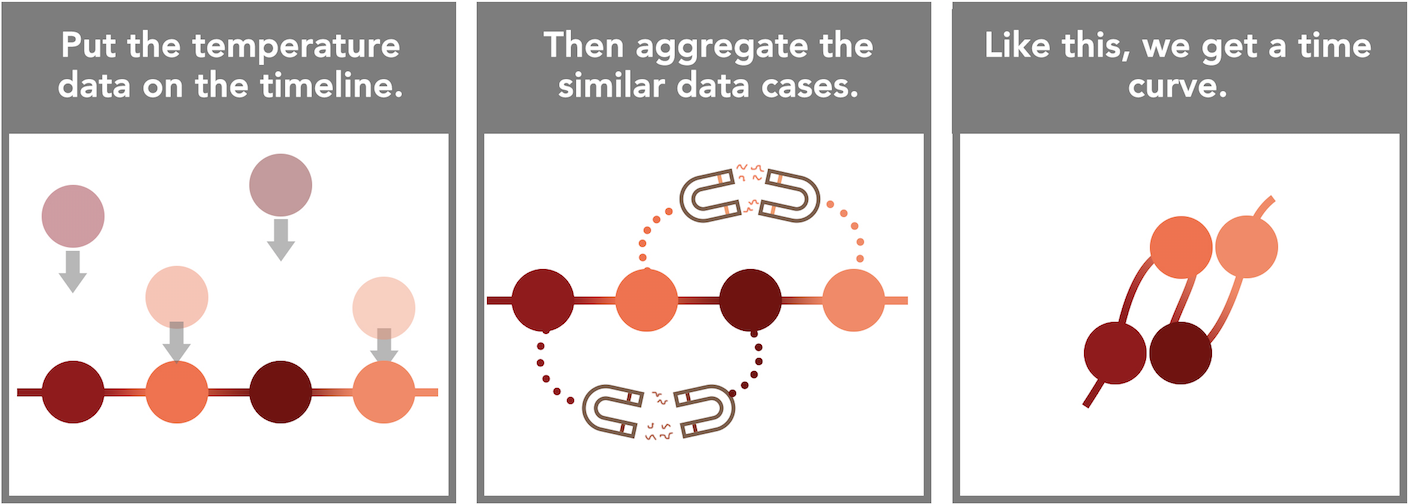 Put the temperature
data on the timeline.
Then aggregate the
similar data cases.
Like this, we get a time
curve.